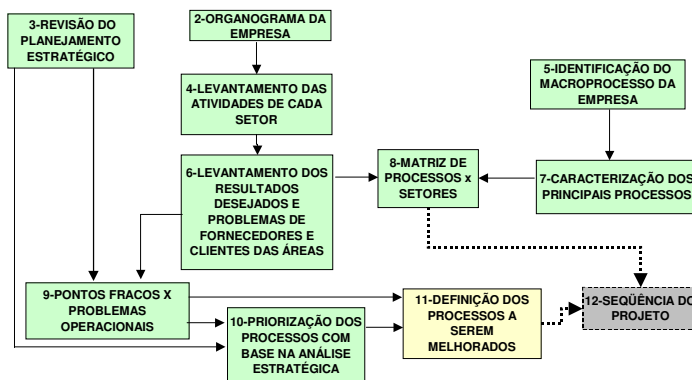 3-REVISÃO DO
PLANEJAMENTO
ESTRATÉGICO
2-ORGANOGRAMA DA
EMPRESA
4-LEVANTAMENTO DAS
ATIVIDADES DE CADA
SETOR
5-IDENTIFICAÇÃO DO
MACROPROCESSO DA
EMPRESA
6-LEVANTAMENTO DOS
RESULTADOS
DESEJADOS E
PROBLEMAS DE
FORNECEDORES E
CLIENTES DAS ÁREAS
8-MATRIZ DE
PROCESSOS x
SETORES
7-CARACTERIZAÇÃO DOS
PRINCIPAIS PROCESSOS
9-PONTOS FRACOS X
PROBLEMAS
OPERACIONAIS
10-PRIORIZAÇÃO DOS
PROCESSOS COM
BASE NA ANÁLISE
ESTRATÉGICA
11-DEFINIÇÃO DOS
PROCESSOS A
SEREM
MELHORADOS
12-SEQÜÊNCIA DO
PROJETO